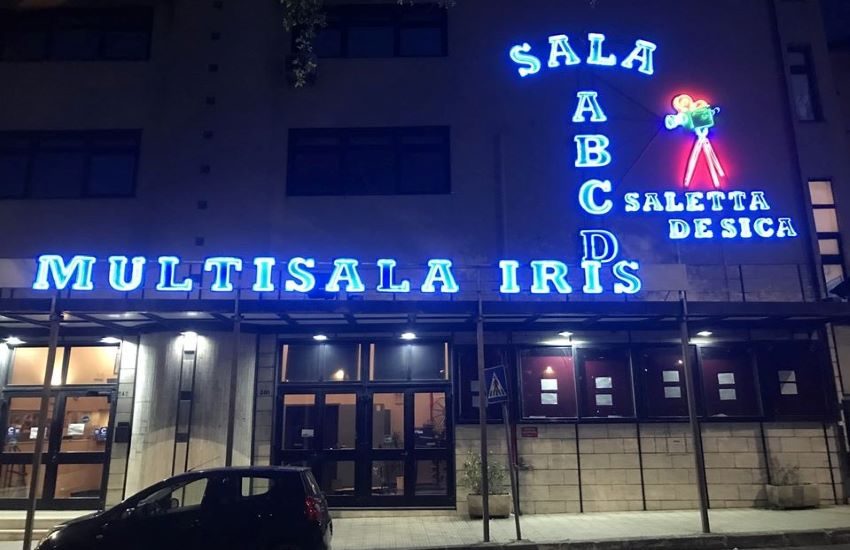 SALA
A
B
C
D
SALETTA
DE SICA
MULTISALA IRIS